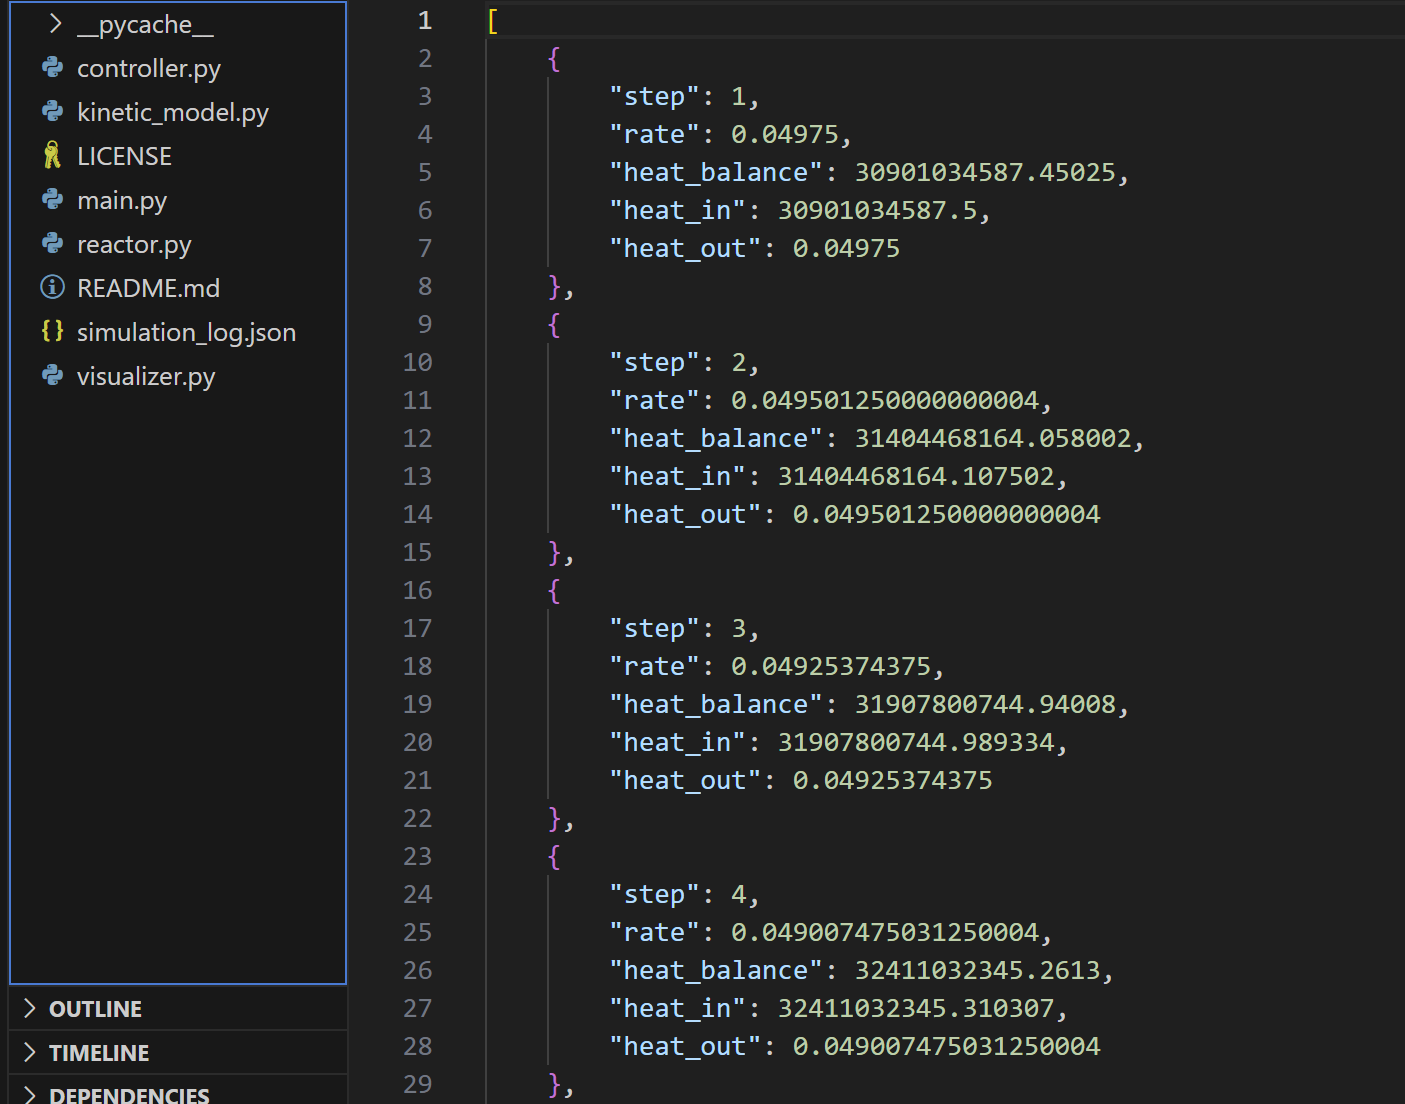 __pycache__
controller.py
kinetic_model.py
LICENSE
main.py
reactor.py
README.md
simulation_log.json
visualizer.py
OUTLINE
TIMELINE
DEPENDENCIES
1 [
2 {
3 "step": 1,
4 "rate": 0.04975,
5 "heat_balance": 30901034587.45025,
6 "heat_in": 30901034587.5,
7 "heat_out": 0.04975
8 },
9 {
10 "step": 2,
11 "rate": 0.049501250000000004,
12 "heat_balance": 31404468164.058002,
13 "heat_in": 31404468164.107502,
14 "heat_out": 0.049501250000000004
15 },
16 {
17 "step": 3,
18 "rate": 0.04925374375,
19 "heat_balance": 31907800744.94008,
20 "heat_in": 31907800744.989334,
21 "heat_out": 0.04925374375
22 },
23 {
24 "step": 4,
25 "rate": 0.049007475031250004,
26 "heat_balance": 32411032345.2613,
27 "heat_in": 32411032345.310307,
28 "heat_out": 0.049007475031250004
29 },